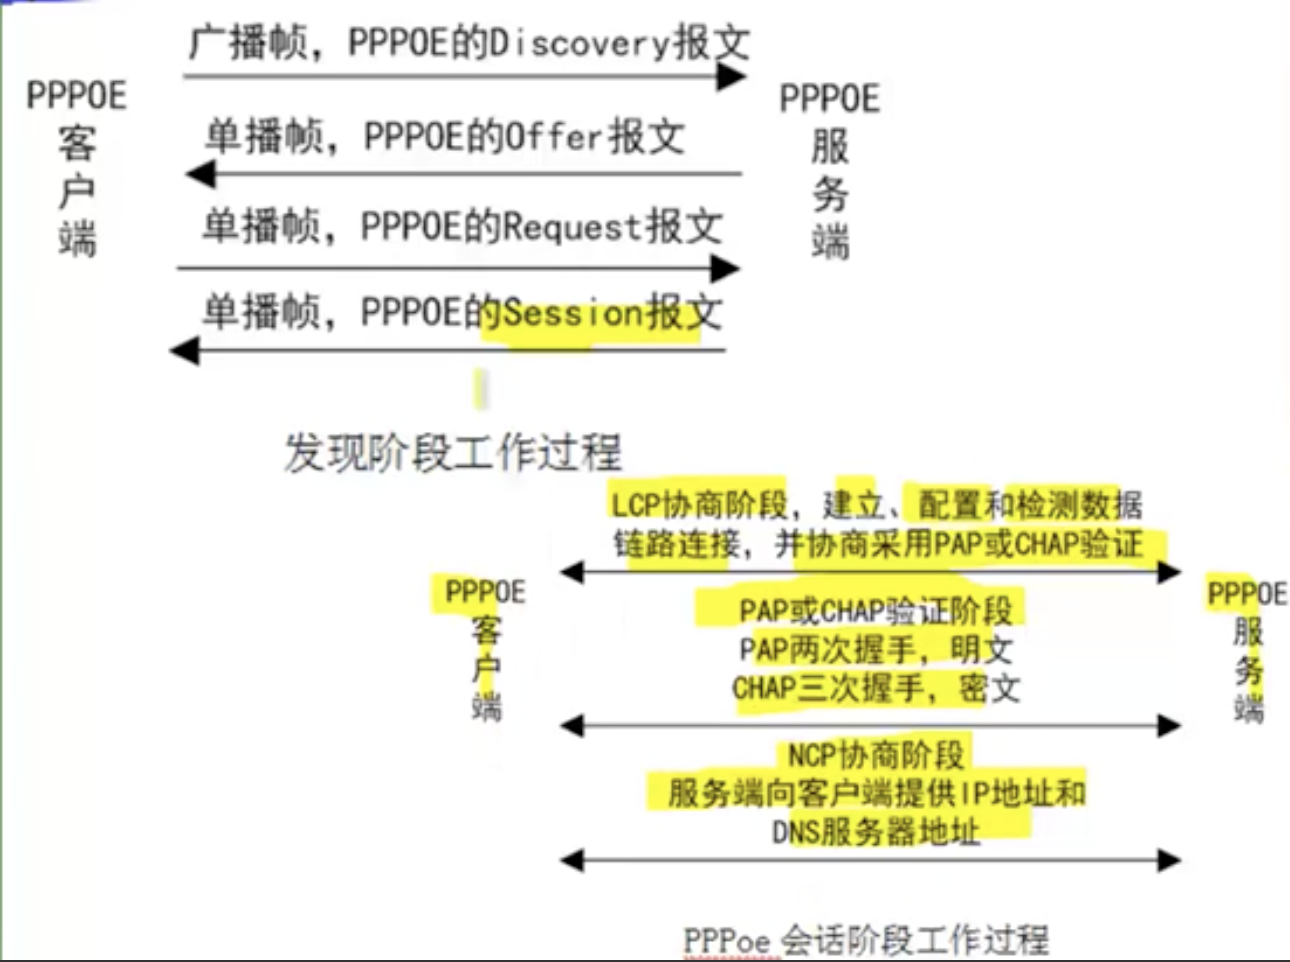 广播帧，PPPOE的Discovery报文
PPPOE
客
户
端
PPPOE
服
务
端
单播帧，PPPOE的Offer报文
单播帧，PPPOE的Request报文
单播帧，PPPOE的Session报文
发现阶段工作过程
LCP协商阶段，建立、配置和检测数据
链路连接，并协商采用PAP或CHAP验证
PPPOE
客
户
端
PPPOE
服
务
端
PAP或CHAP验证阶段
PAP两次握手，明文
CHAP三次握手，密文
NCP协商阶段
服务端向客户端提供IP地址和
DNS服务器地址
PPPoe 会话阶段工作过程